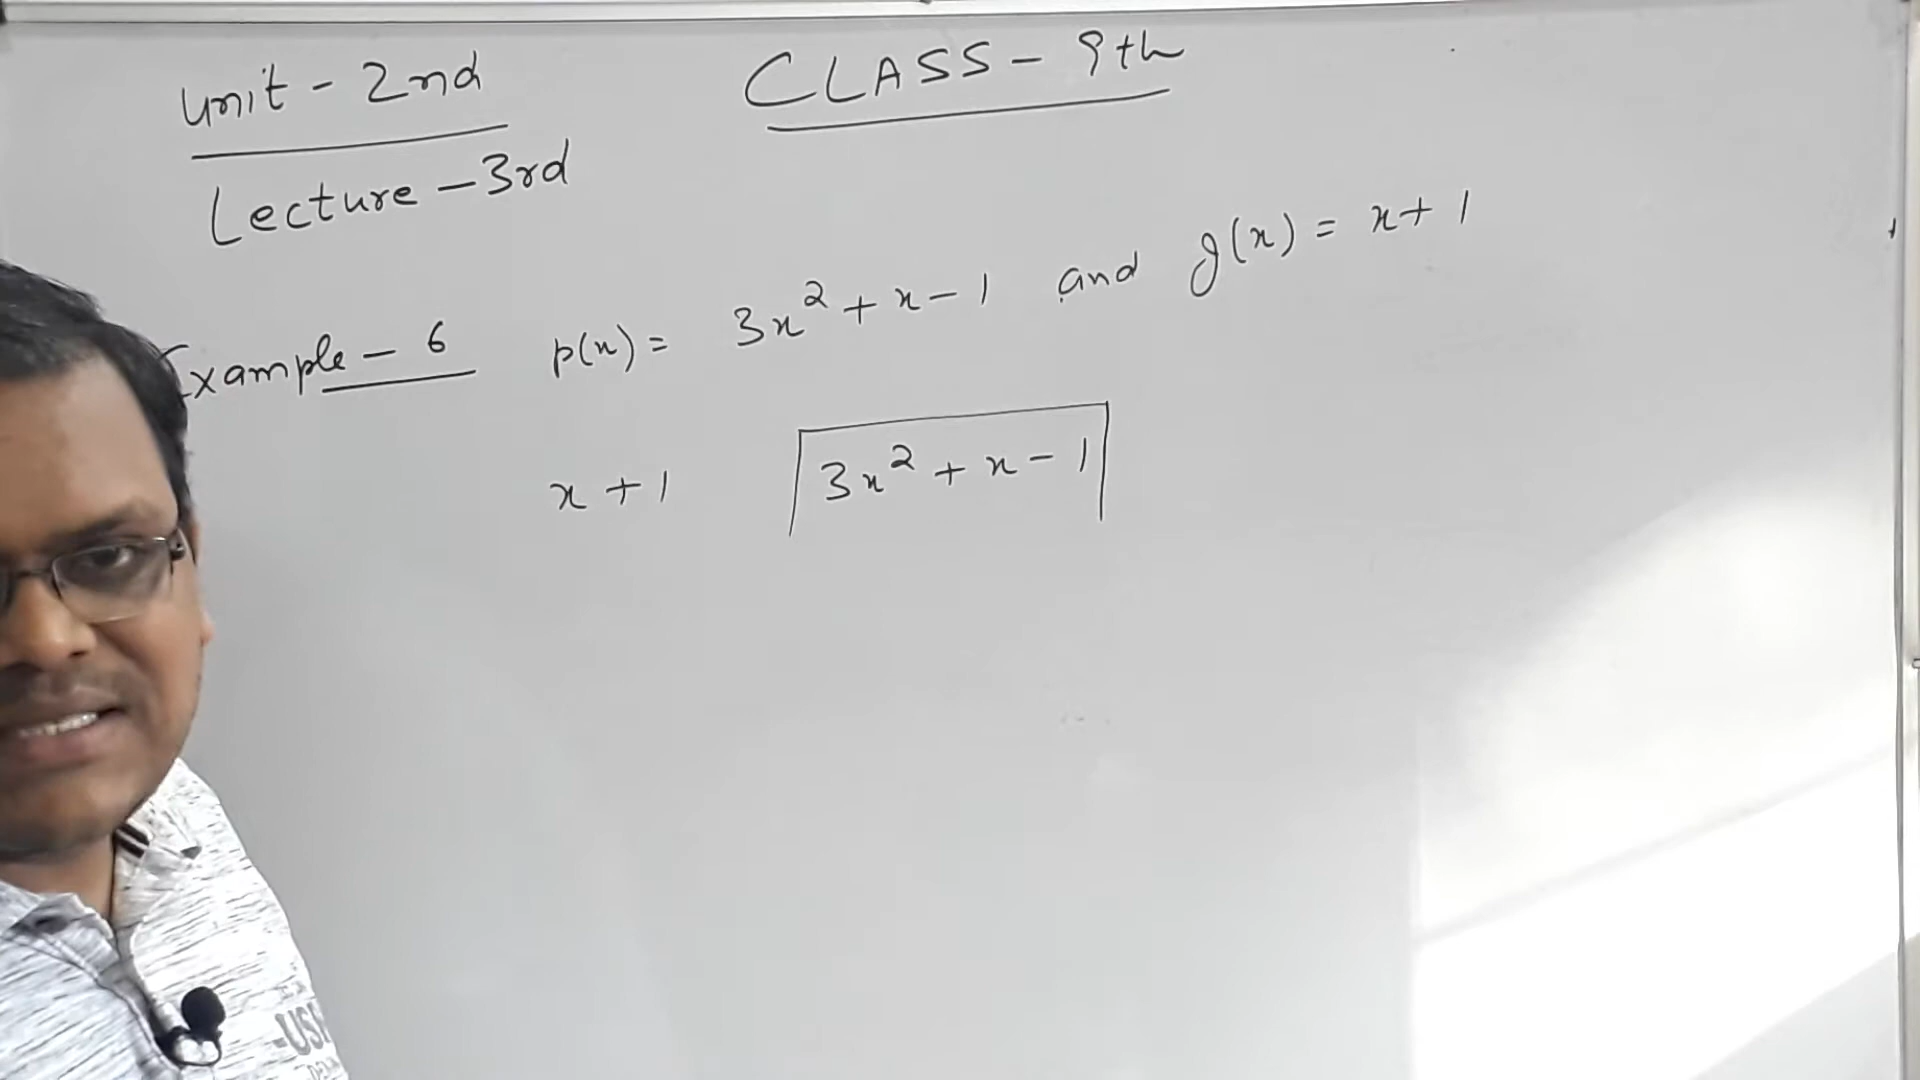 Unit - 2nd
CLASS - 9th
Lecture - 3rd
Example - 6 p(x) = 3x² + x - 1 and g(x) = x + 1
x + 1 3x² + x - 1